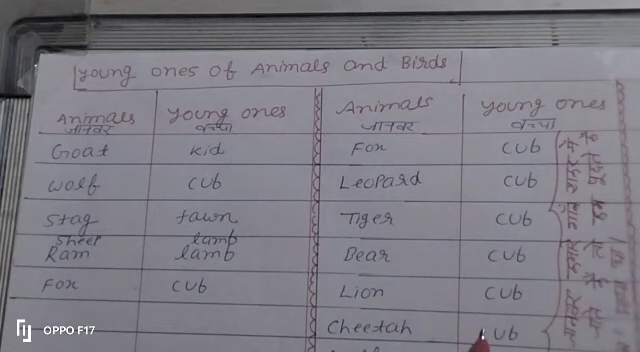 Young ones of Animals and Birds
Animals Young ones Animals Young ones
जानवर बच्चा जानवर बच्चा
Goat kid Fox cub
Wolf cub Leopard cub
Stag fawn Tiger cub
Sheep lamb
Ram lamb Bear cub
Fox cub Lion cub
Cheetah cub
OPPO F17